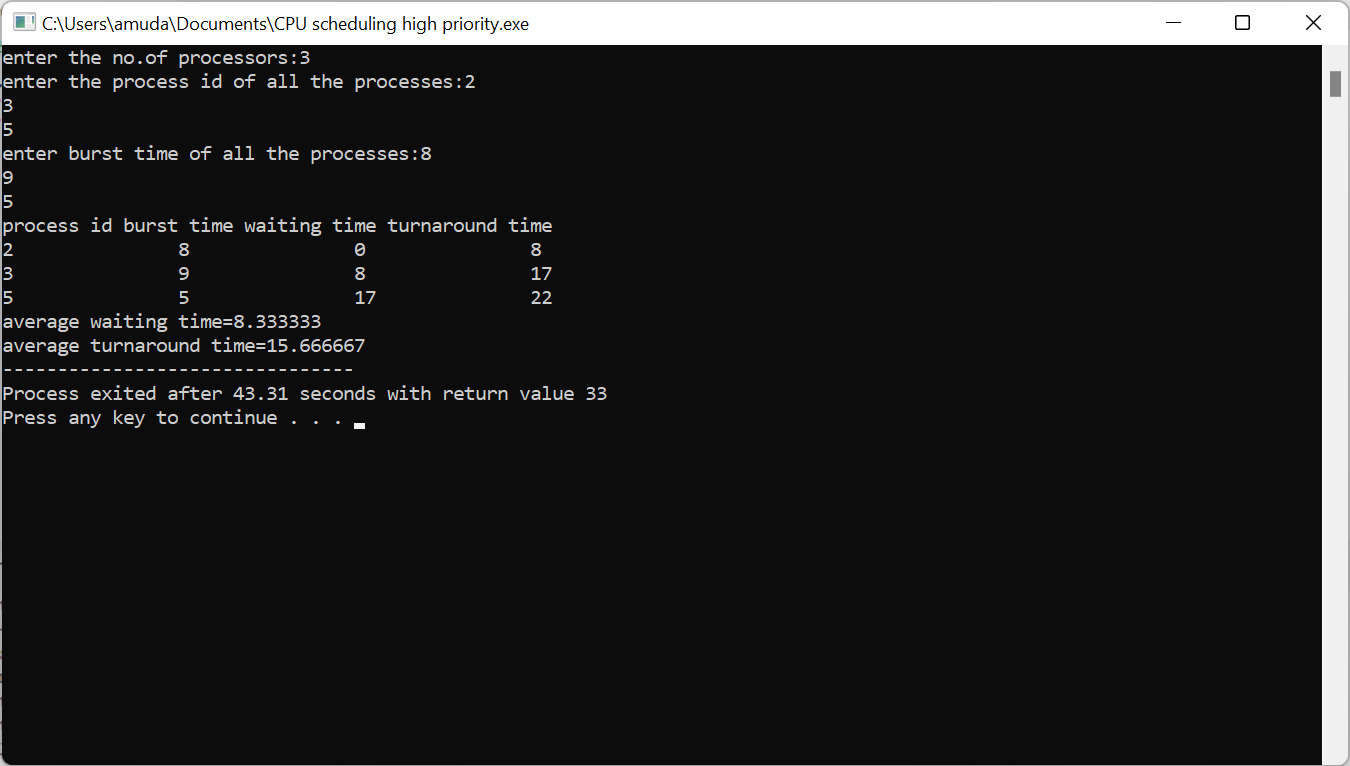 C:\Users\amuda\Documents\CPU scheduling high priority.exe
enter the no.of processors:3
enter the process id of all the processes:2
3
5
enter burst time of all the processes:8
9
5
process id burst time waiting time turnaround time
2 8 0 8
3 9 8 17
5 5 17 22
average waiting time=8.333333
average turnaround time=15.666667
--------------------------------
Process exited after 43.31 seconds with return value 33
Press any key to continue . . .